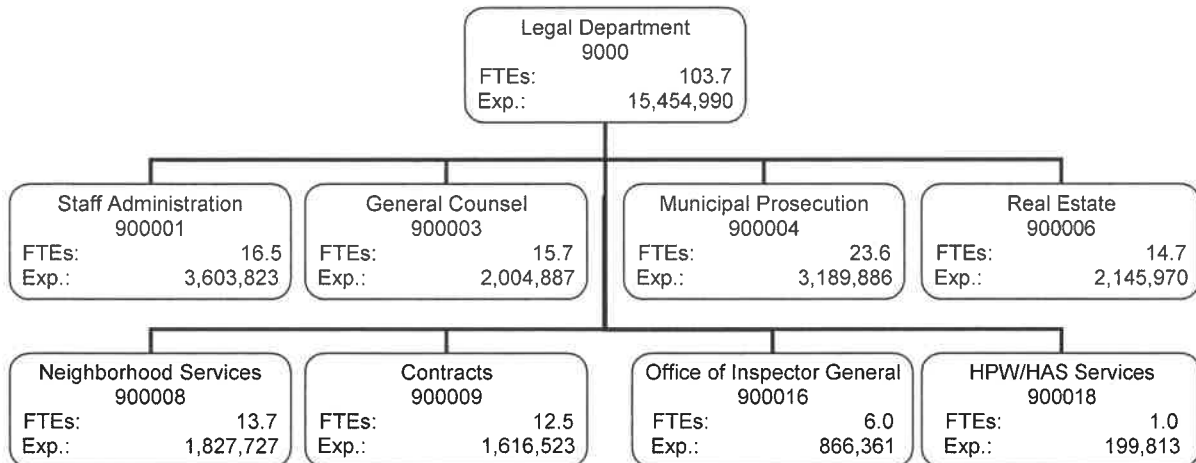 Legal Department
9000
FTEs: 103.7
Exp.: 15,454,990
Staff Administration
900001
FTEs: 16.5
Exp.: 3,603,823
General Counsel
900003
FTEs: 15.7
Exp.: 2,004,887
Municipal Prosecution
900004
FTEs: 23.6
Exp.: 3,189,886
Real Estate
900006
FTEs: 14.7
Exp.: 2,145,970
Neighborhood Services
900008
FTEs: 13.7
Exp.: 1,827,727
Contracts
900009
FTEs: 12.5
Exp.: 1,616,523
Office of Inspector General
900016
FTEs: 6.0
Exp.: 866,361
HPW/HAS Services
900018
FTEs: 1.0
Exp.: 199,813